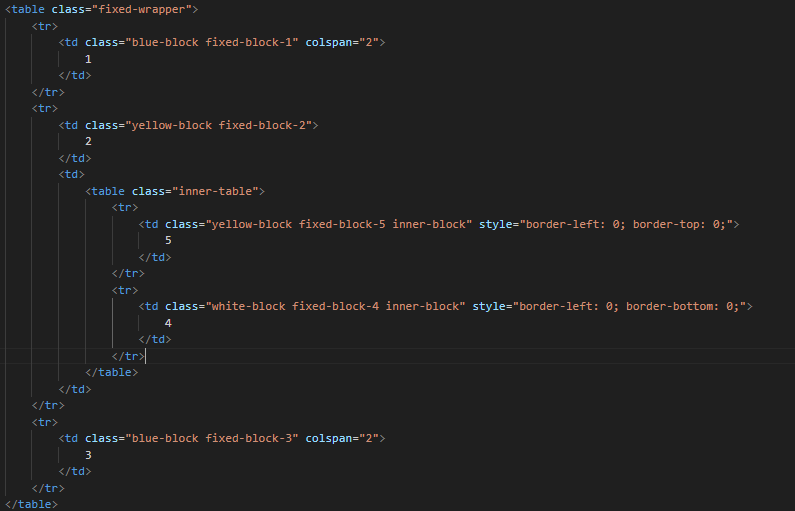 <table class="fixed-wrapper">
<tr>
<td class="blue-block fixed-block-1" colspan="2">
1
</td>
</tr>
<tr>
<td class="yellow-block fixed-block-2">
2
</td>
<td>
<table class="inner-table">
<tr>
<td class="yellow-block fixed-block-5 inner-block" style="border-left: 0; border-top: 0;">
5
</td>
</tr>
<tr>
<td class="white-block fixed-block-4 inner-block" style="border-left: 0; border-bottom: 0;">
4
</td>
</tr>
</table>
</td>
</tr>
<tr>
<td class="blue-block fixed-block-3" colspan="2">
3
</td>
</tr>
</table>